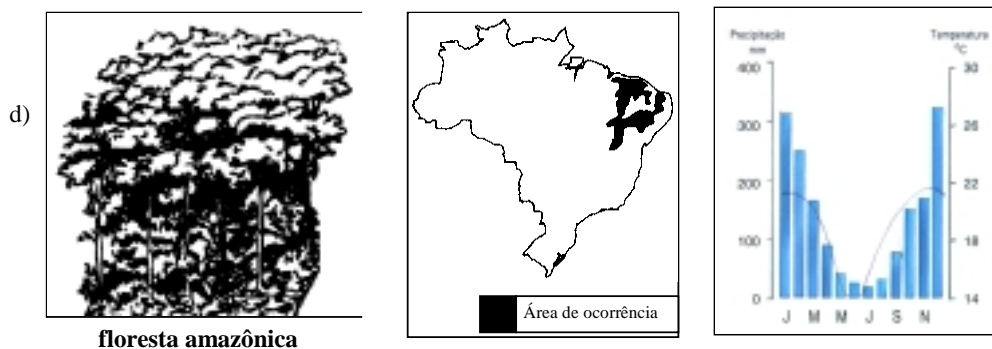 d)
floresta amazônica
Área de ocorrência
Precipitação
mm
Temperatura
°C
400
300
200
100
0
30
26
22
18
14
J M M J S N